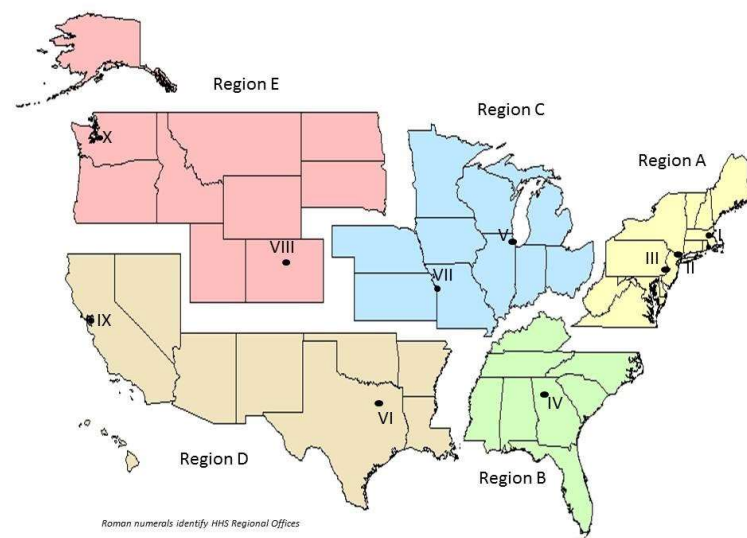 Region E
Region C
X
Region A
I
V
VIII
III
II
VII
IX
VI
IV
Region D
Region B
Roman numerals identify HHS Regional Offices